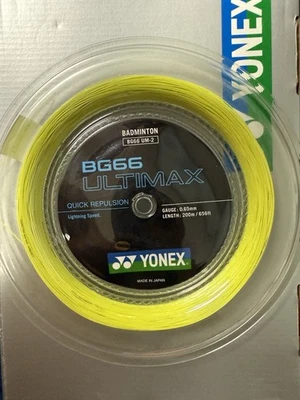 YONEX
BADMINTON
BG66 UM-2
BG66
ULTIMAX
QUICK REPULSION
Lightning Speed.
GAUGE: 0.65mm
LENGTH: 200m / 656ft
YONEX
MADE IN JAPAN